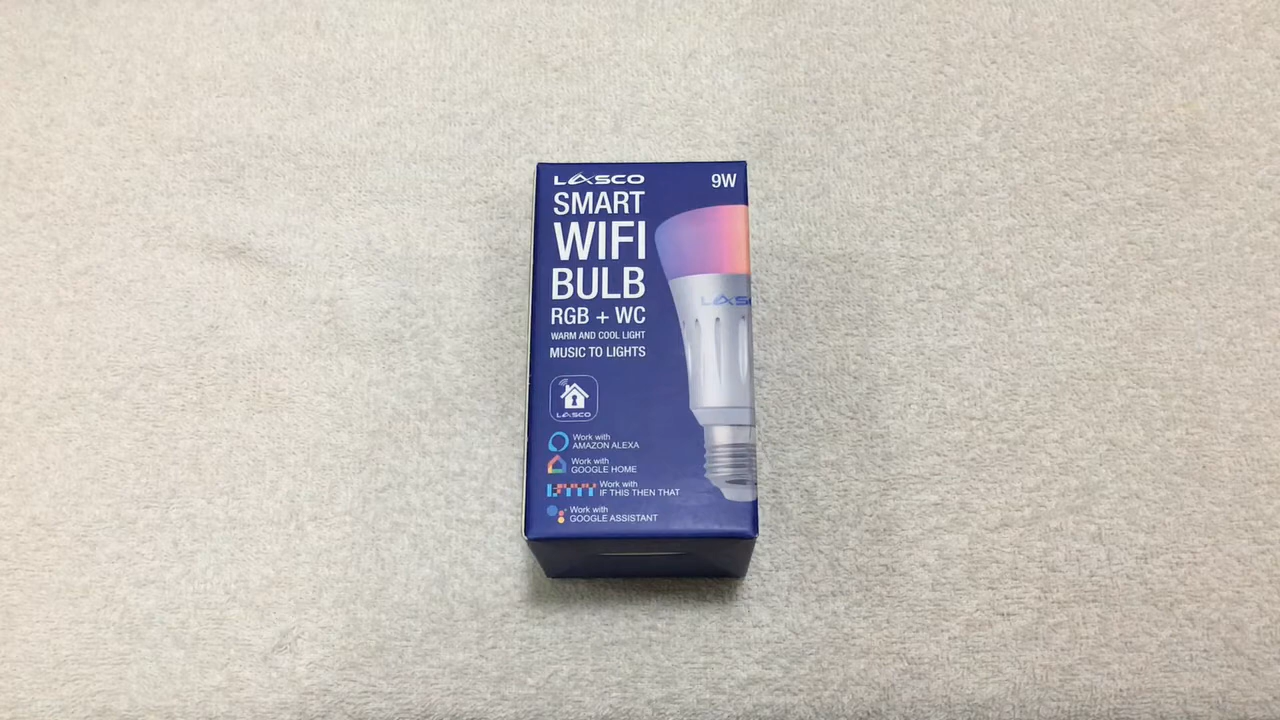 LASCO
9W
SMART
WIFI
BULB
RGB + WC
WARM AND COOL LIGHT
MUSIC TO LIGHTS
LASCO
Work with
AMAZON ALEXA
Work with
GOOGLE HOME
IFTTT Work with
IF THIS THEN THAT
Work with
GOOGLE ASSISTANT